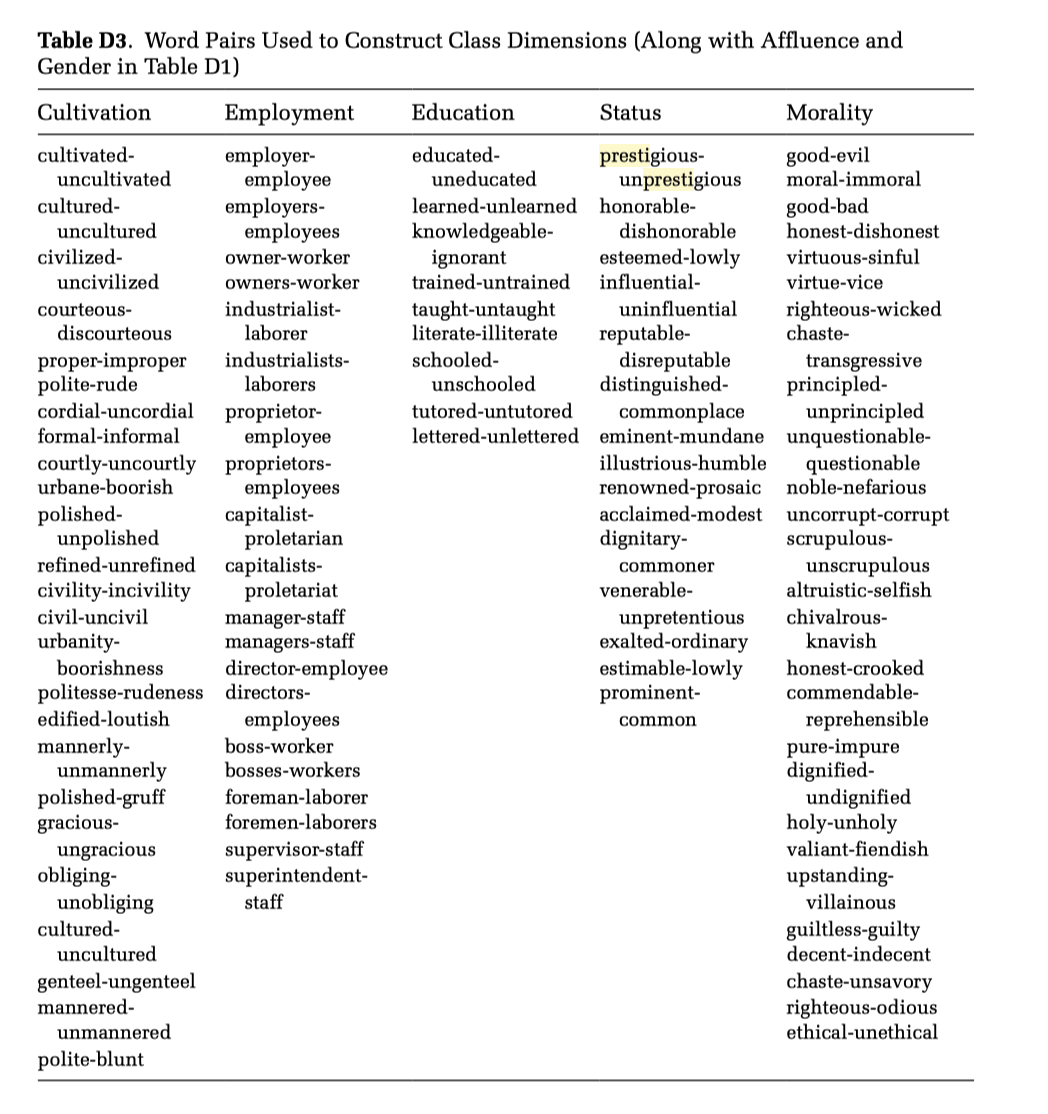 Table D3. Word Pairs Used to Construct Class Dimensions (Along with Affluence and
Gender in Table D1)
Cultivation
cultivated-
uncultivated
cultured-
uncultured
civilized-
uncivilized
courteous-
discourteous
proper-improper
polite-rude
cordial-uncordial
formal-informal
courtly-uncourtly
urbane-boorish
polished-
unpolished
refined-unrefined
civility-incivility
civil-uncivil
urbanity-
boorishness
politesse-rudeness
edified-loutish
mannerly-
unmannerly
polished-gruff
gracious-
ungracious
obliging-
unobliging
cultured-
uncultured
genteel-ungenteel
mannered-
unmannered
polite-blunt
Employment
employer-
employee
employers-
employees
owner-worker
owners-worker
industrialist-
laborer
industrialists-
laborers
proprietor-
employee
proprietors-
employees
capitalist-
proletarian
capitalists-
proletariat
manager-staff
managers-staff
director-employee
directors-
employees
boss-worker
bosses-workers
foreman-laborer
foremen-laborers
supervisor-staff
superintendent-
staff
Education
educated-
uneducated
learned-unlearned
knowledgeable-
ignorant
trained-untrained
taught-untaught
literate-illiterate
schooled-
unschooled
tutored-untutored
lettered-unlettered
Status
prestigious-
unprestigious
honorable-
dishonorable
esteemed-lowly
influential-
uninfluential
reputable-
disreputable
distinguished-
commonplace
eminent-mundane
illustrious-humble
renowned-prosaic
acclaimed-modest
dignitary-
commoner
venerable-
unpretentious
exalted-ordinary
estimable-lowly
prominent-
common
Morality
good-evil
moral-immoral
good-bad
honest-dishonest
virtuous-sinful
virtue-vice
righteous-wicked
chaste-
transgressive
principled-
unprincipled
unquestionable-
questionable
noble-nefarious
uncorrupt-corrupt
scrupulous-
unscrupulous
altruistic-selfish
chivalrous-
knavish
honest-crooked
commendable-
reprehensible
pure-impure
dignified-
undignified
holy-unholy
valiant-fiendish
upstanding-
villainous
guiltless-guilty
decent-indecent
chaste-unsavory
righteous-odious
ethical-unethical